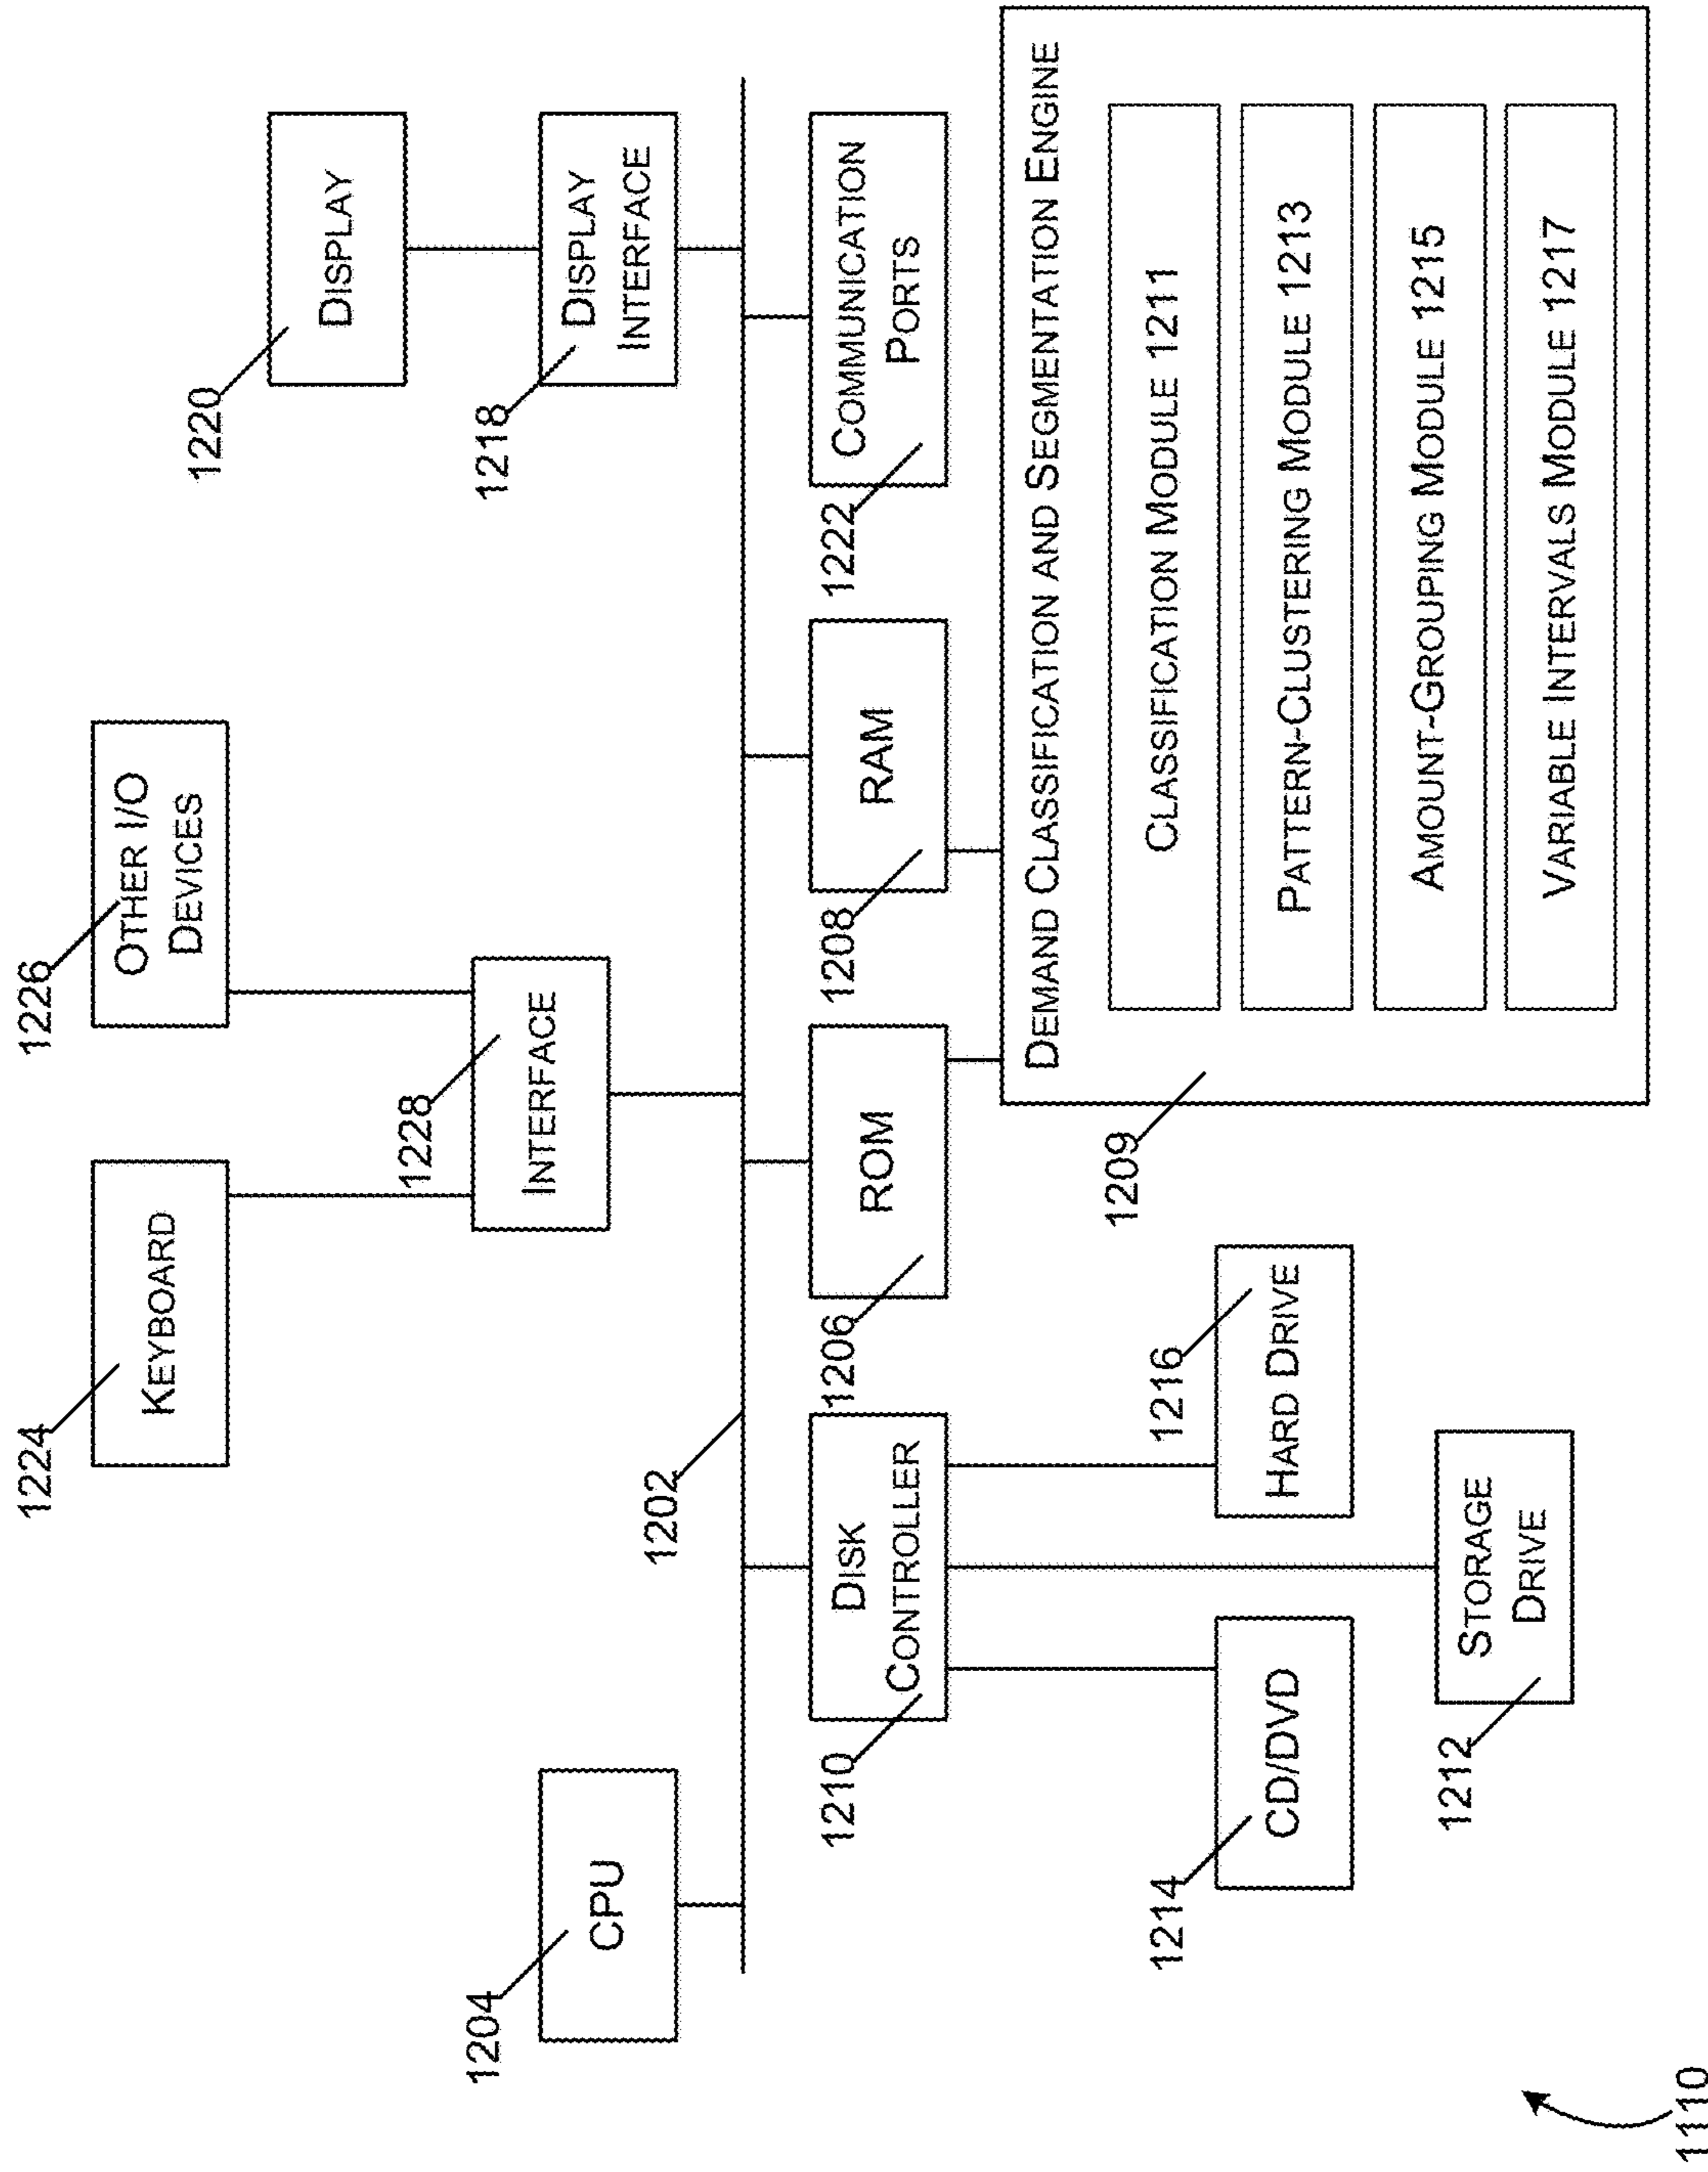 1224
KEYBOARD
1226
OTHER I/O
DEVICES
1220
DISPLAY
1204
CPU
1228
INTERFACE
1218
DISPLAY
INTERFACE
1202
1210
DISK
CONTROLLER
1206
ROM
1208
RAM
1222
COMMUNICATION
PORTS
1214
CD/DVD
1216
HARD DRIVE
1212
STORAGE
DRIVE
1209
DEMAND CLASSIFICATION AND SEGMENTATION ENGINE
CLASSIFICATION MODULE 1211
PATTERN-CLUSTERING MODULE 1213
AMOUNT-GROUPING MODULE 1215
VARIABLE INTERVALS MODULE 1217
1110